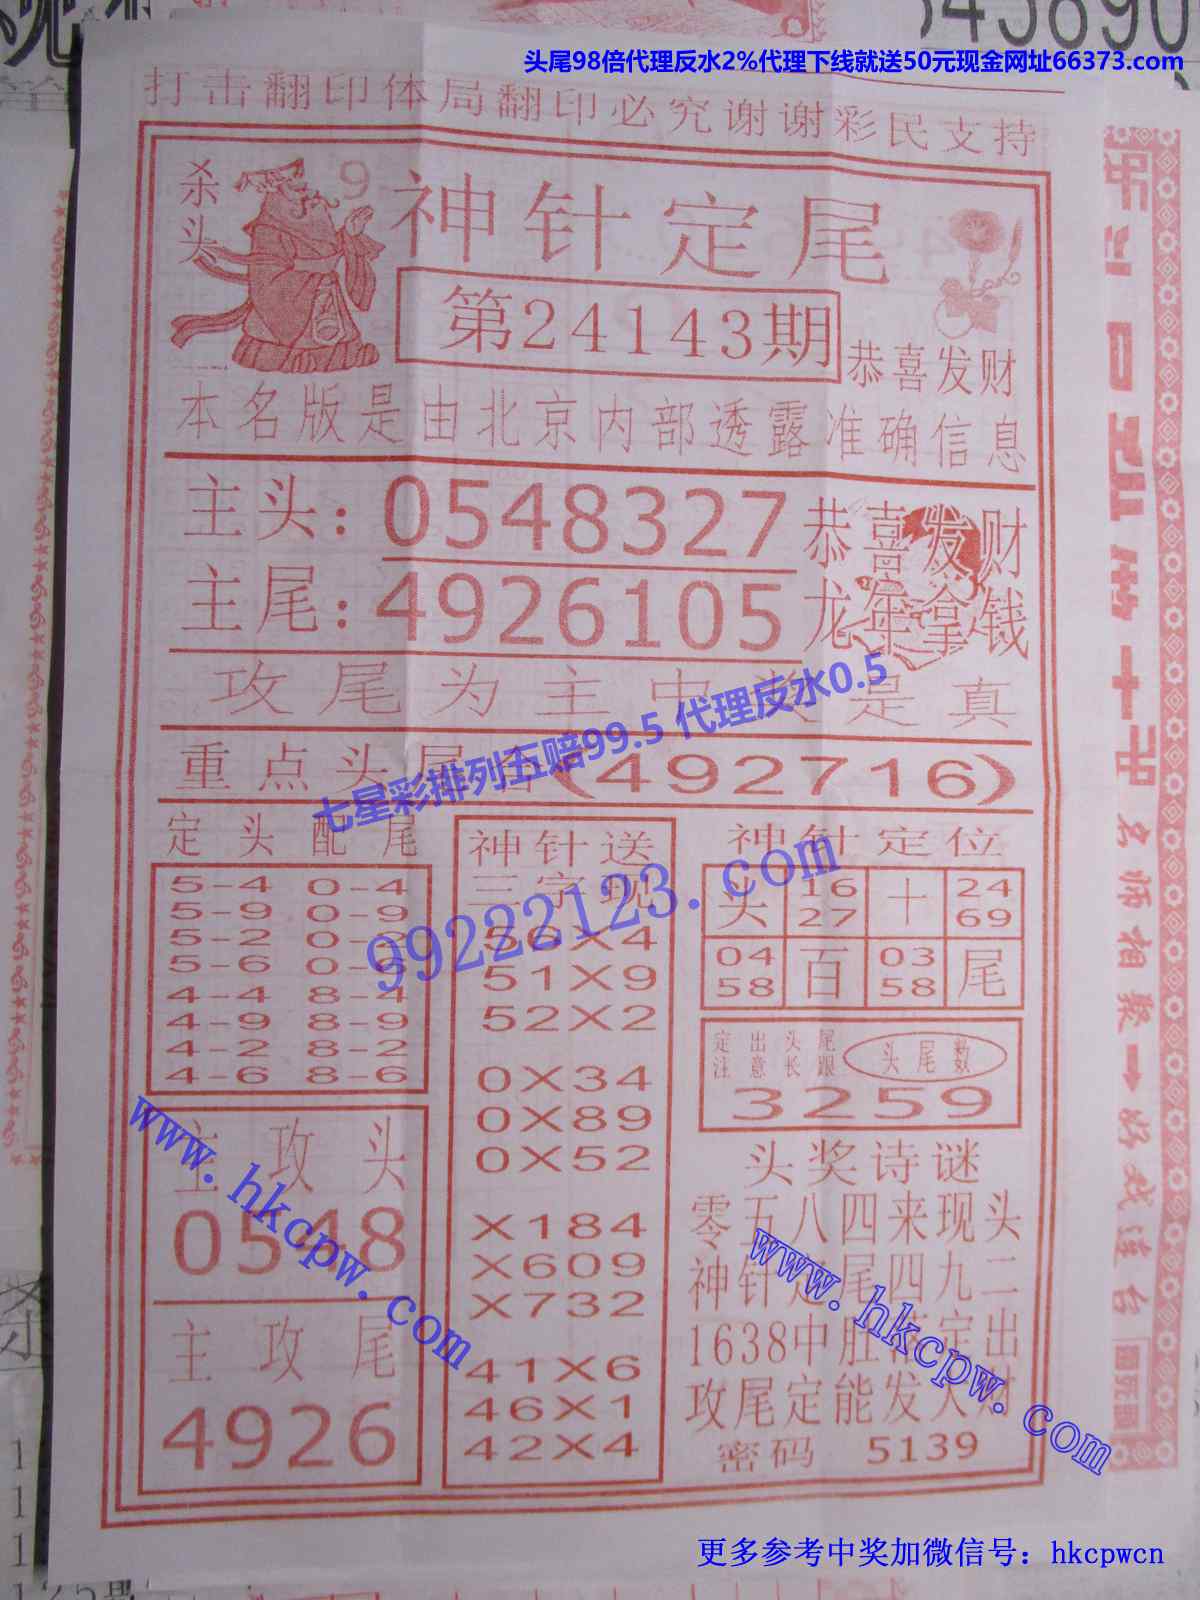 头尾98倍代理反水2%代理下线就送50元现金网址66373.com
打击翻印体局翻印必究谢谢彩民支持
杀头
9
神针定尾
第24143期
恭喜发财
本名版是由北京内部透露准确信息
主头：0548327
恭喜发财
主尾：4926105
龙年拿钱
攻尾为主中奖是真
重点头尾合(492716)
七星彩排列五赔99.5 代理反水0.5
定头配尾
5-4 0-4
5-9 0-9
5-2 0-2
5-6 0-6
4-4 8-4
4-9 8-9
4-2 8-2
4-6 8-6
主攻头
0548
主攻尾
4926
神针送
三字现
99222123.com
51X9
52X2
0X34
0X89
0X52
X184
X609
X732
41X6
46X1
42X4
神针定位
头 16 27 十 24 69
04 58 百 03 58 尾
定出头尾
注意长跟
头尾数
3259
头奖诗谜
零五八四来现头
神针定尾四九二
1638中肚落定出
攻尾定能发大财
密码 5139
www.hkcpw.com
www.hkcpw.com
名师相聚
好戏连台
更多参考中奖加微信号：hkcpwcn